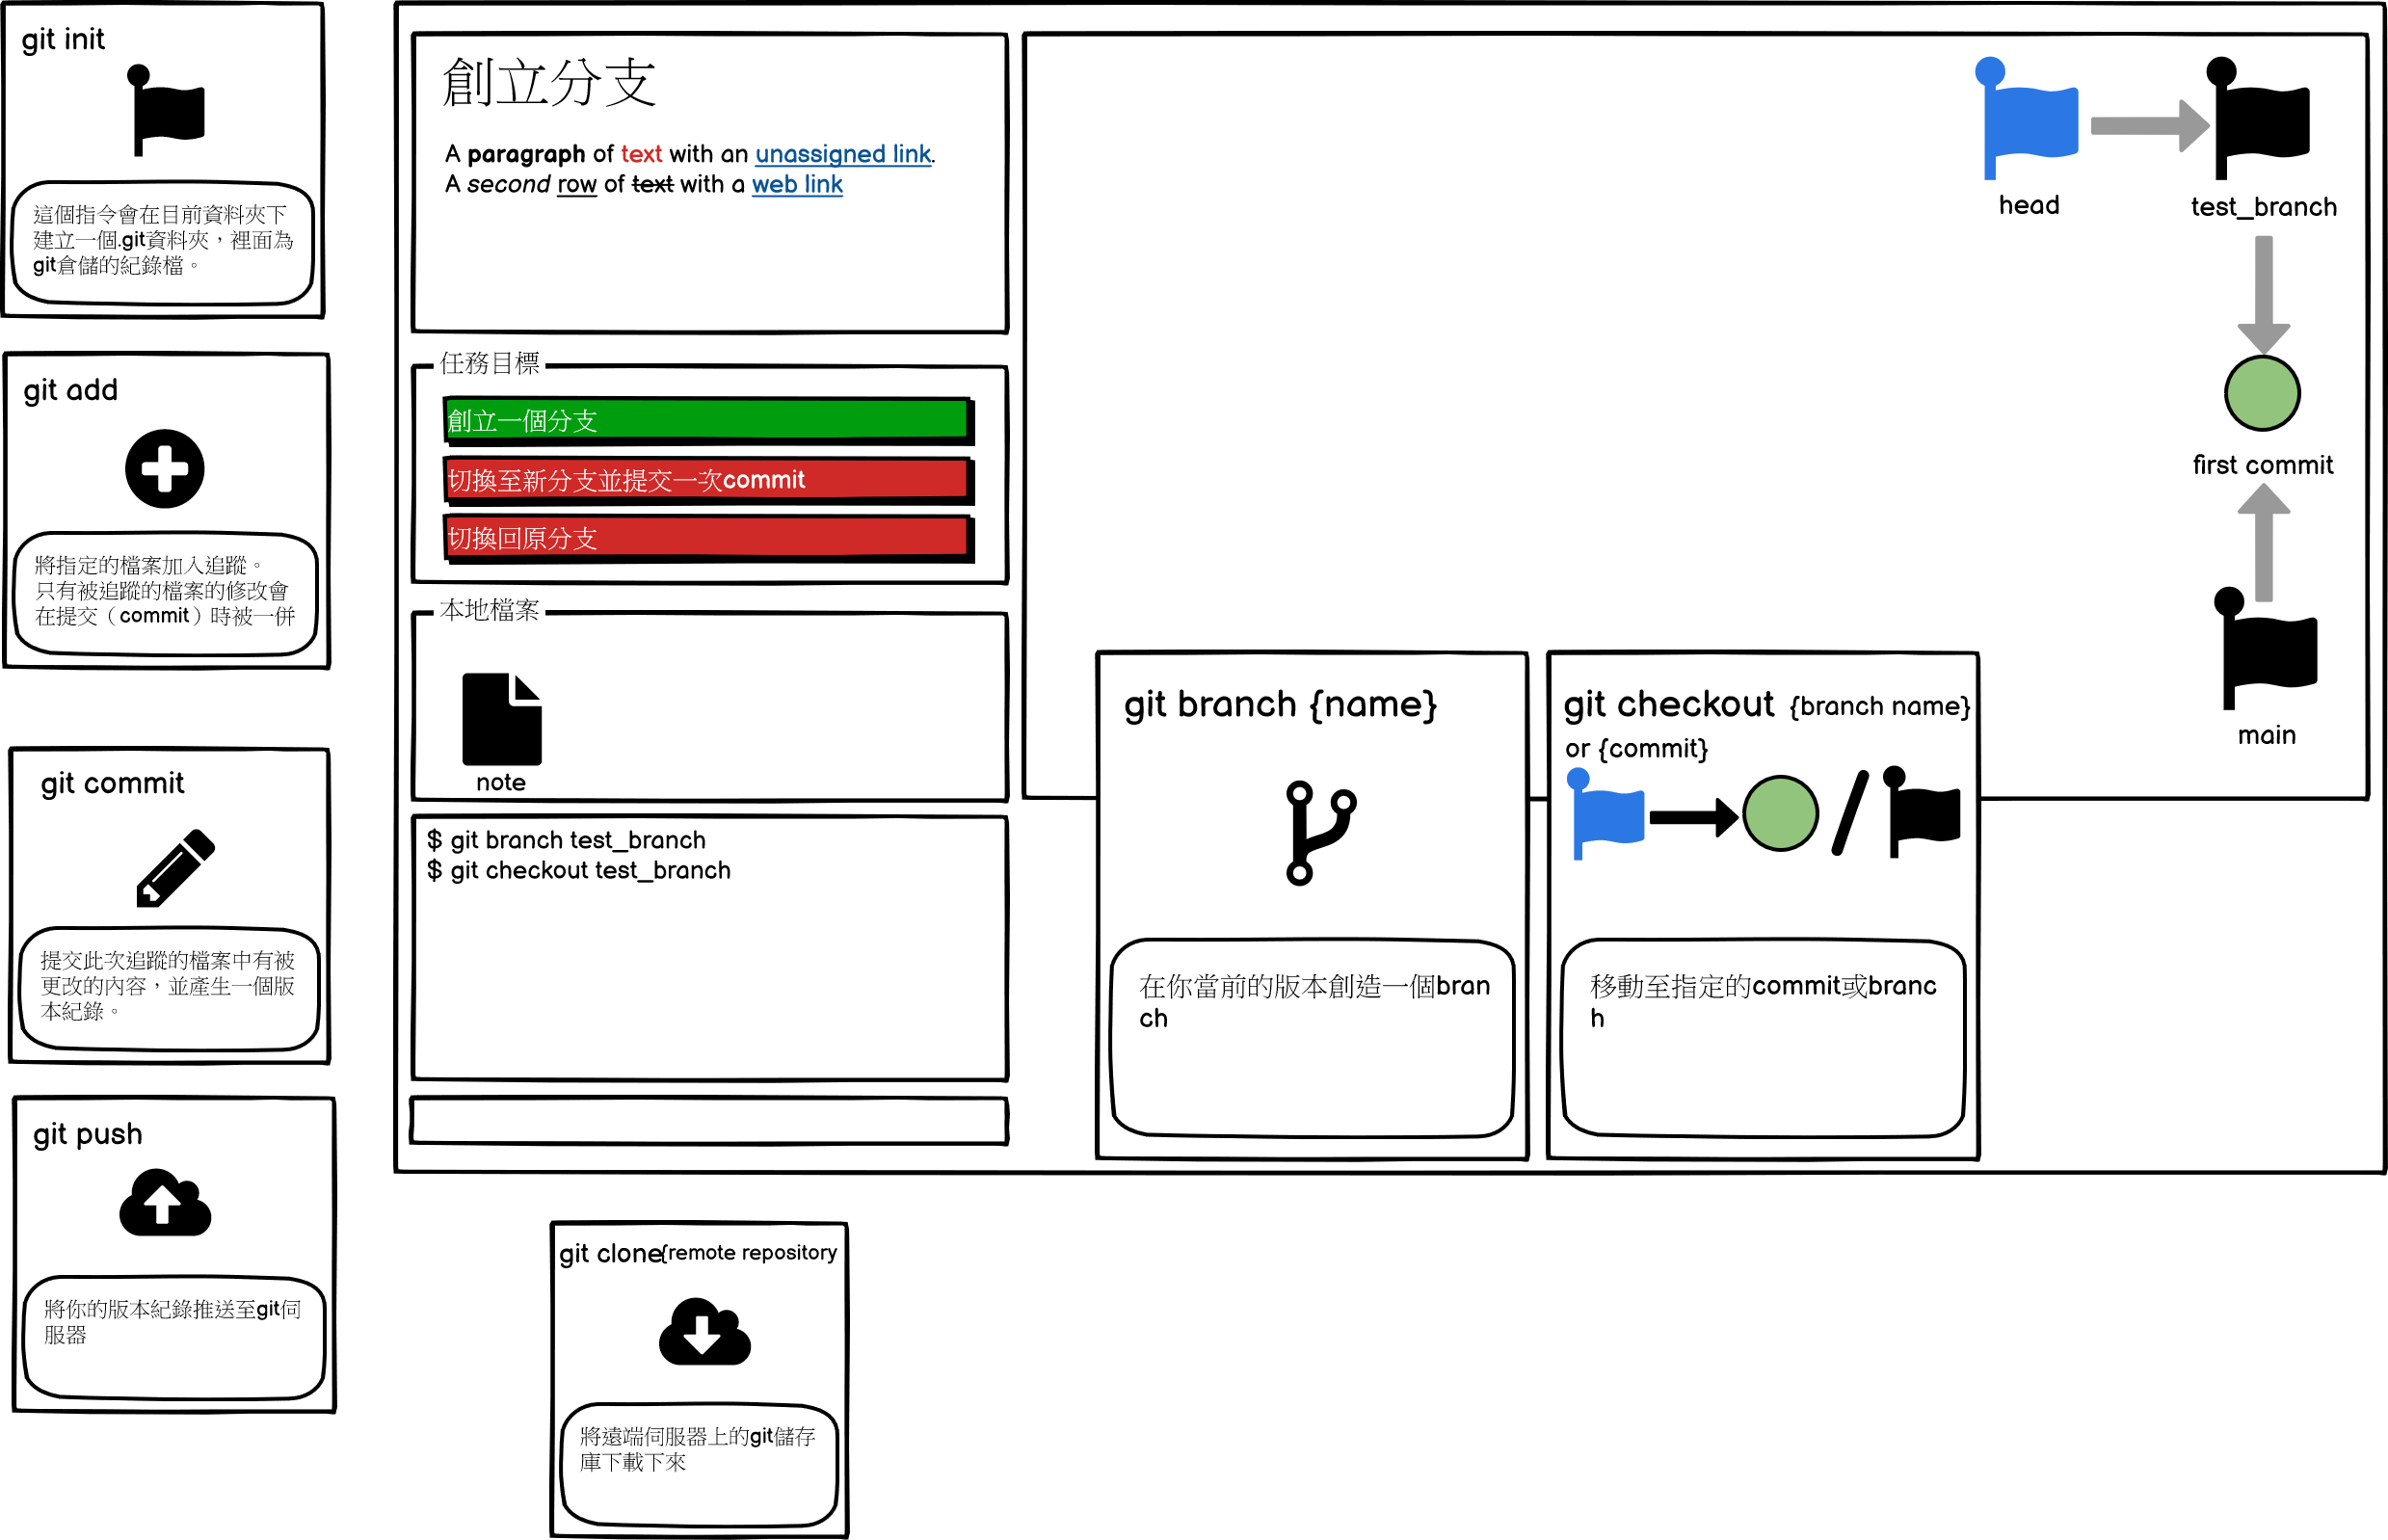 git init
這個指令會在目前資料夾下
建立一個.git資料夾，裡面為
git倉儲的紀錄檔。
git add
將指定的檔案加入追蹤。
只有被追蹤的檔案的修改會
在提交（commit）時被一併
git commit
提交此次追蹤的檔案中有被
更改的內容，並產生一個版
本紀錄。
git push
將你的版本紀錄推送至git伺
服器
創立分支
A paragraph of text with an unassigned link.
A second row of text with a web link
任務目標
創立一個分支
切換至新分支並提交一次commit
切換回原分支
本地檔案
note
$ git branch test_branch
$ git checkout test_branch
head
test_branch
first commit
main
git branch {name}
在你當前的版本創造一個bran
ch
git checkout {branch name}
or {commit}
移動至指定的commit或branc
h
git clone{remote repository
將遠端伺服器上的git儲存
庫下載下來